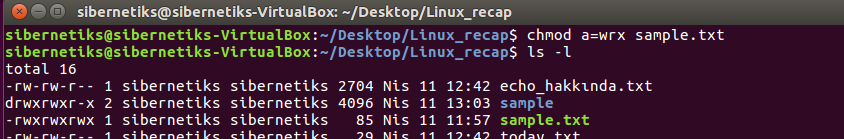 sibernetiks@sibernetiks-VirtualBox: ~/Desktop/Linux_recap
sibernetiks@sibernetiks-VirtualBox:~/Desktop/Linux_recap$ chmod a=wrx sample.txt
sibernetiks@sibernetiks-VirtualBox:~/Desktop/Linux_recap$ ls -l
total 16
-rw-rw-r-- 1 sibernetiks sibernetiks 2704 Nis 11 12:42 echo_hakkında.txt
drwxrwxr-x 2 sibernetiks sibernetiks 4096 Nis 11 13:03 sample
-rwxrwxrwx 1 sibernetiks sibernetiks   85 Nis 11 11:57 sample.txt
-rw-rw-r-- 1 sibernetiks sibernetiks   29 Nis 11 12:42 today.txt